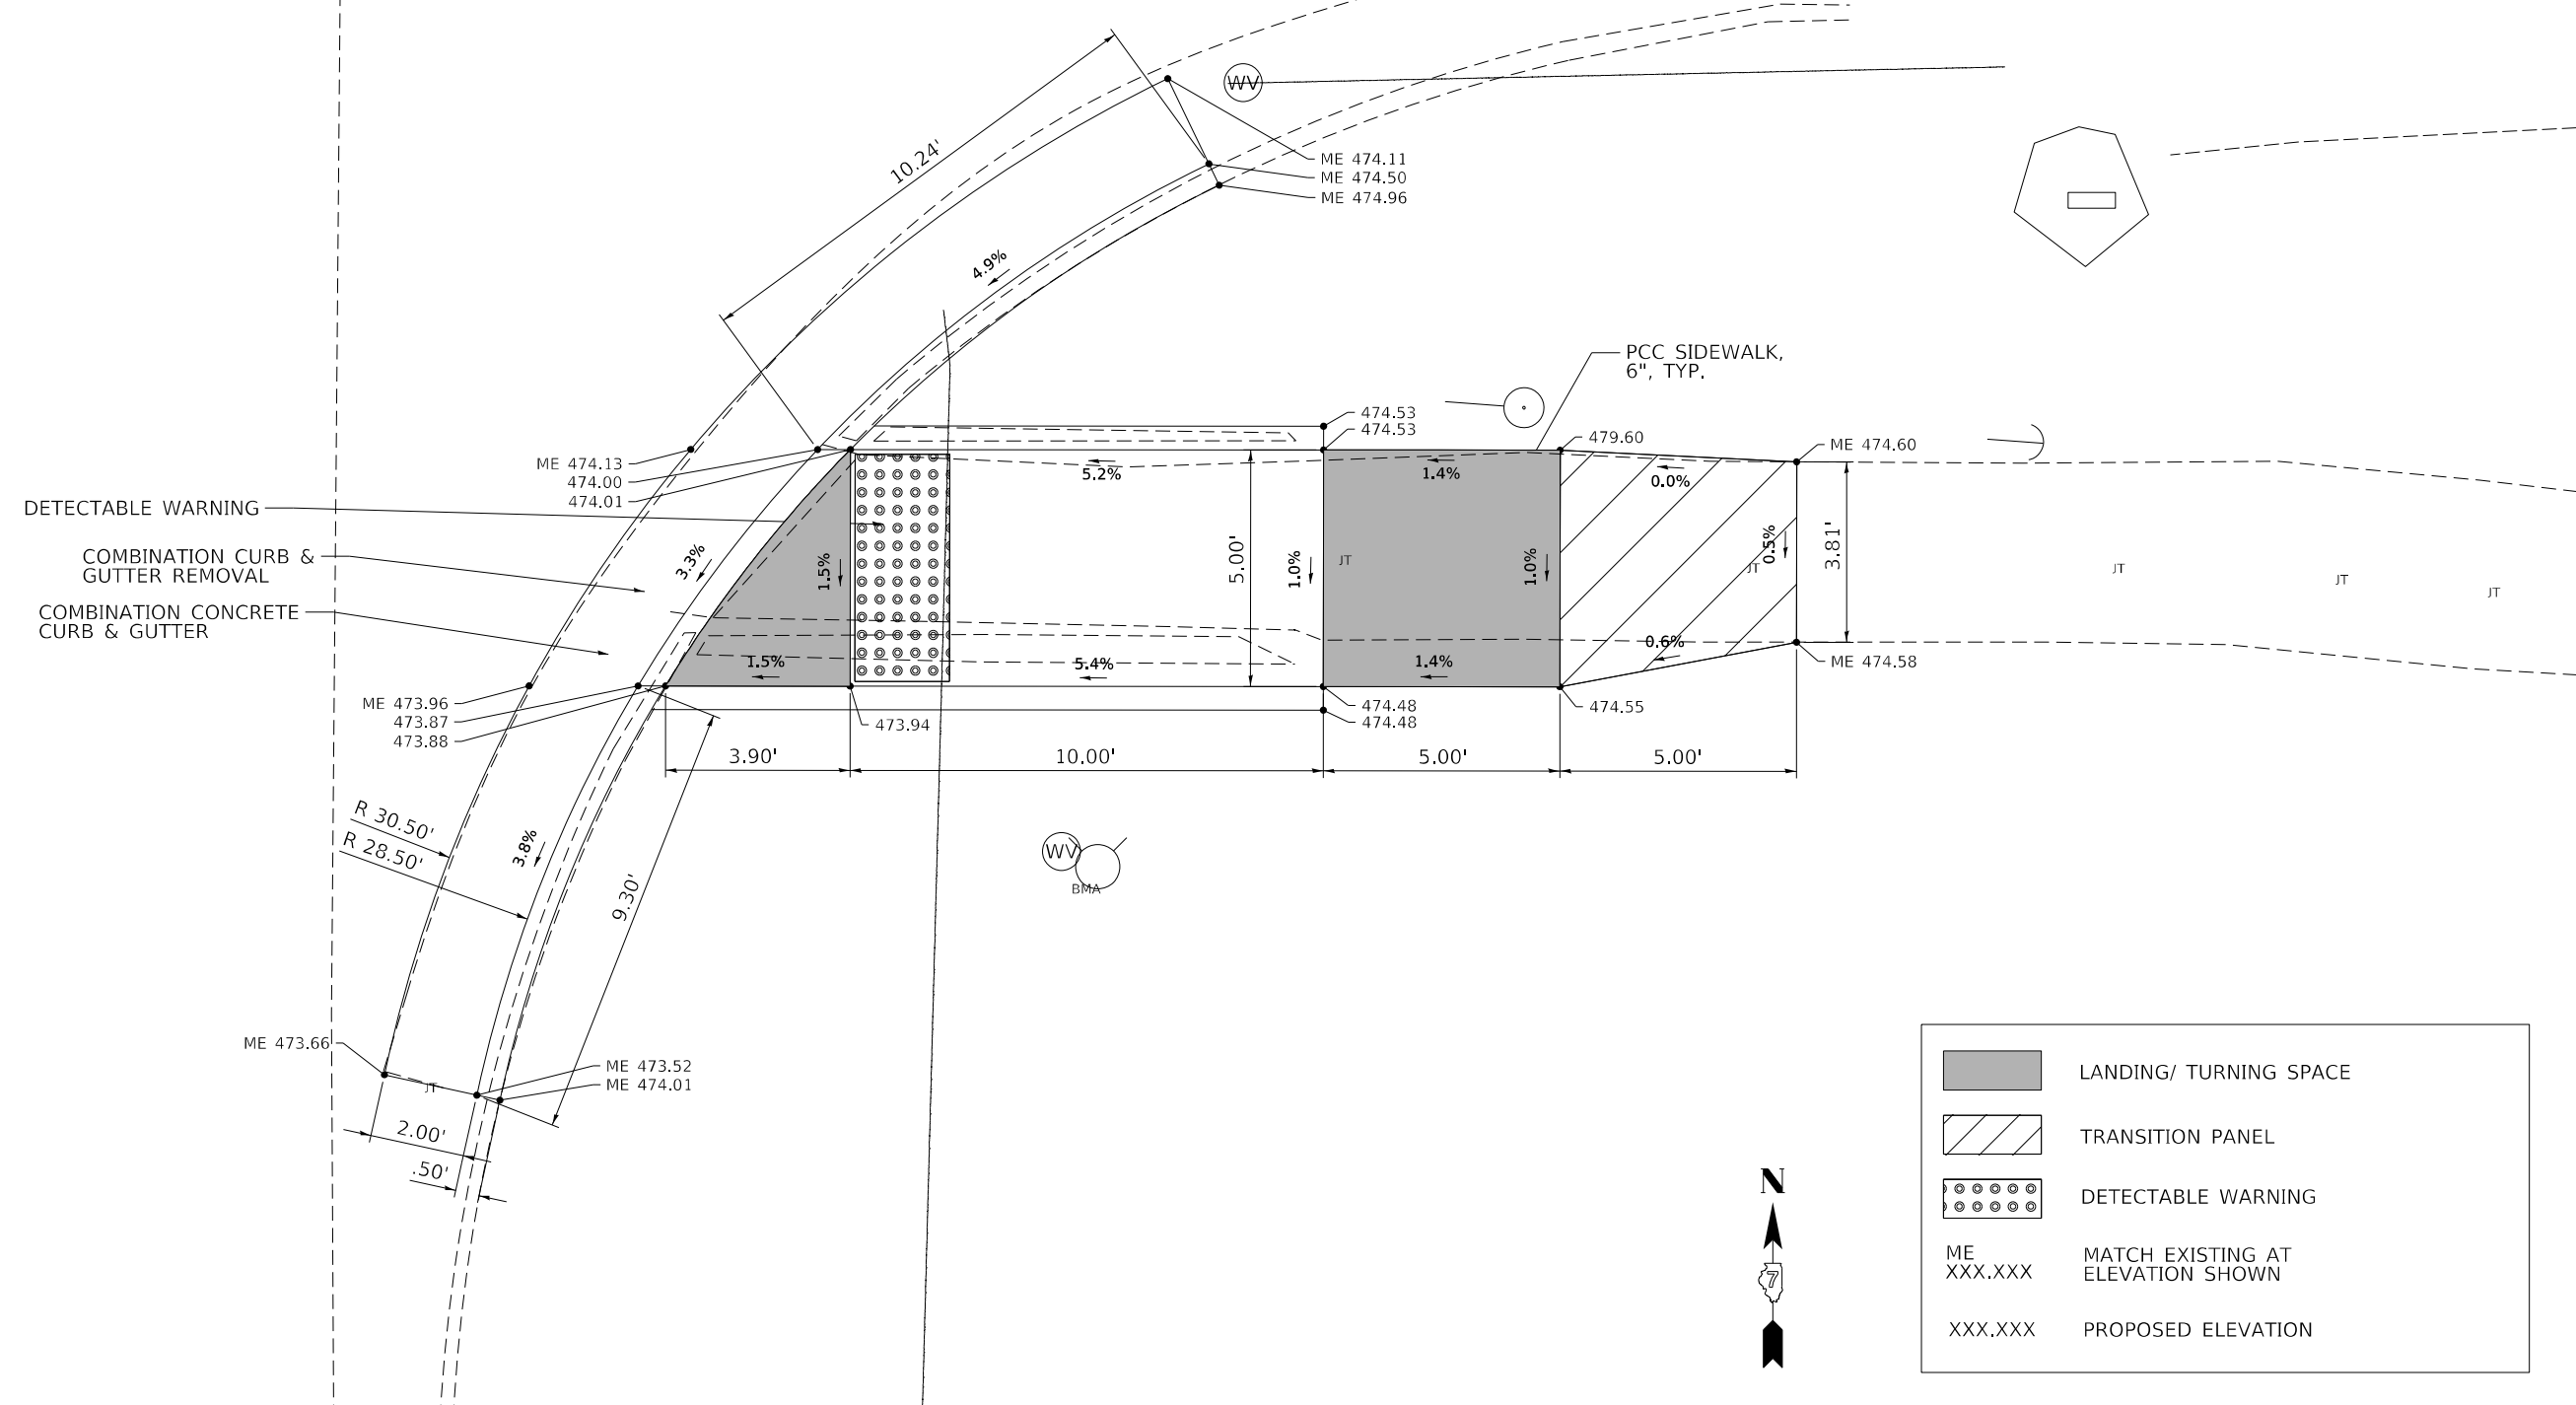 WV
10.24'
ME 474.11
ME 474.50
ME 474.96
4.9%
PCC SIDEWALK,
6", TYP.
474.53
474.53
479.60
ME 474.60
ME 474.13
474.00
474.01
5.2%
1.4%
0.0%
DETECTABLE WARNING
COMBINATION CURB &
GUTTER REMOVAL
COMBINATION CONCRETE
CURB & GUTTER
3.3%
1.5%
5.00'
1.0%
JT
1.0%
JT
0.5%
3.81'
JT
JT
JT
1.5%
5.4%
1.4%
0.6%
ME 474.58
ME 473.96
473.87
473.88
473.94
474.48
474.48
474.55
3.90'
10.00'
5.00'
5.00'
R 30.50'
R 28.50'
3.8%
9.30'
WV
BMA
ME 473.66
ME 473.52
ME 474.01
JT
2.00'
.50'
N
7
LANDING/ TURNING SPACE
TRANSITION PANEL
DETECTABLE WARNING
ME
XXX.XXX
MATCH EXISTING AT
ELEVATION SHOWN
XXX.XXX
PROPOSED ELEVATION